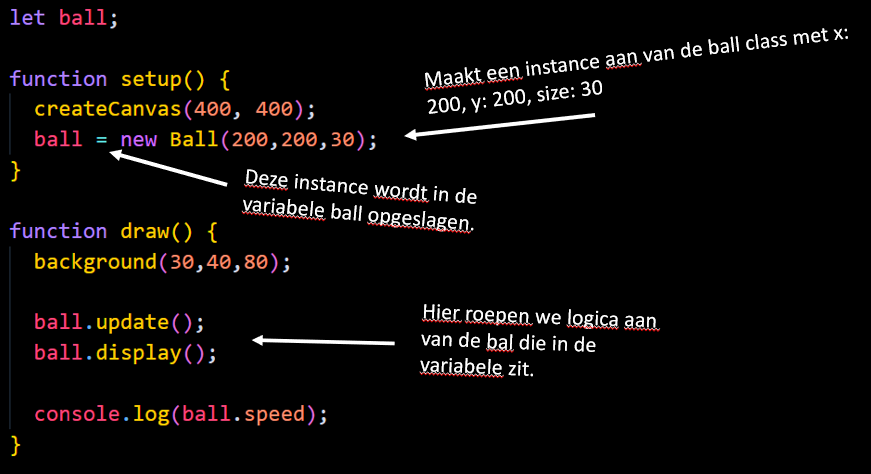 let ball;
function setup() {
createCanvas(400, 400);
ball = new Ball(200,200,30);
}
Maakt een instance aan van de ball class met x:
200, y: 200, size: 30
Deze instance wordt in de
variabele ball opgeslagen.
function draw() {
background(30,40,80);
ball.update();
ball.display();
Hier roepen we logica aan
van de bal die in de
variabele zit.
console.log(ball.speed);
}